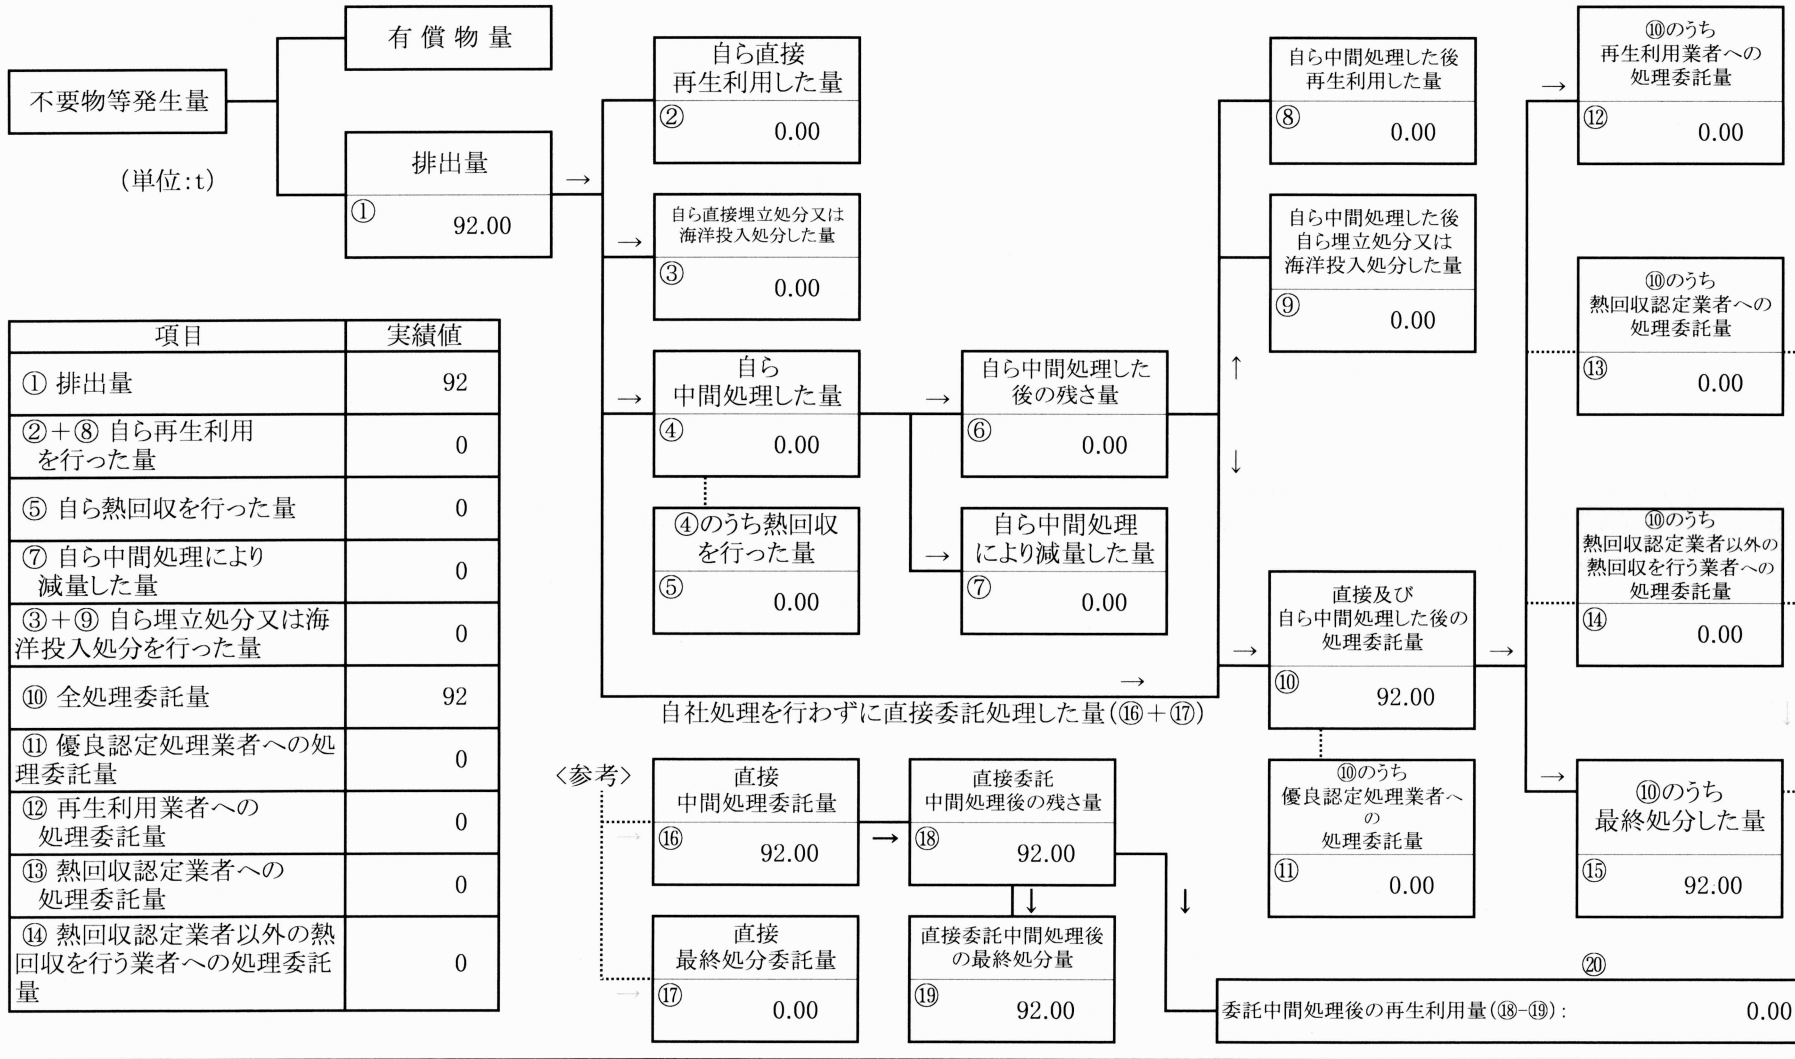 不要物等発生量
(単位:t)
有 償 物 量
排出量
① 92.00
→
自ら直接
再生利用した量
② 0.00
→
自ら直接埋立処分又は
海洋投入処分した量
③ 0.00
→
自ら
中間処理した量
④ 0.00
④のうち熱回収
を行った量
⑤ 0.00
→
自ら中間処理した
後の残さ量
⑥ 0.00
→
自ら中間処理
により減量した量
⑦ 0.00
自ら中間処理した後
再生利用した量
⑧ 0.00
自ら中間処理した後
自ら埋立処分又は
海洋投入処分した量
⑨ 0.00
↑
↓
→
自社処理を行わずに直接委託処理した量(⑯+⑰)
→
直接及び
自ら中間処理した後の
処理委託量
⑩ 92.00
⑩のうち
優良認定処理業者へ
の
処理委託量
⑪ 0.00
→
→
⑩のうち
再生利用業者への
処理委託量
⑫ 0.00
⑩のうち
熱回収認定業者への
処理委託量
⑬ 0.00
⑩のうち
熱回収認定業者以外の
熱回収を行う業者への
処理委託量
⑭ 0.00
↓
→
⑩のうち
最終処分した量
⑮ 92.00
項目 実績値
① 排出量 92
②+⑧ 自ら再生利用
を行った量 0
⑤ 自ら熱回収を行った量 0
⑦ 自ら中間処理により
減量した量 0
③+⑨ 自ら埋立処分又は海
洋投入処分を行った量 0
⑩ 全処理委託量 92
⑪ 優良認定処理業者への処
理委託量 0
⑫ 再生利用業者への
処理委託量 0
⑬ 熱回収認定業者への
処理委託量 0
⑭ 熱回収認定業者以外の熱
回収を行う業者への処理委託
量 0
<参考>
→
直接
中間処理委託量
⑯ 92.00
→
直接
最終処分委託量
⑰ 0.00
→
直接委託
中間処理後の残さ量
⑱ 92.00
↓
直接委託中間処理後
の最終処分量
⑲ 92.00
↓
⑳
委託中間処理後の再生利用量(⑱-⑲): 0.00